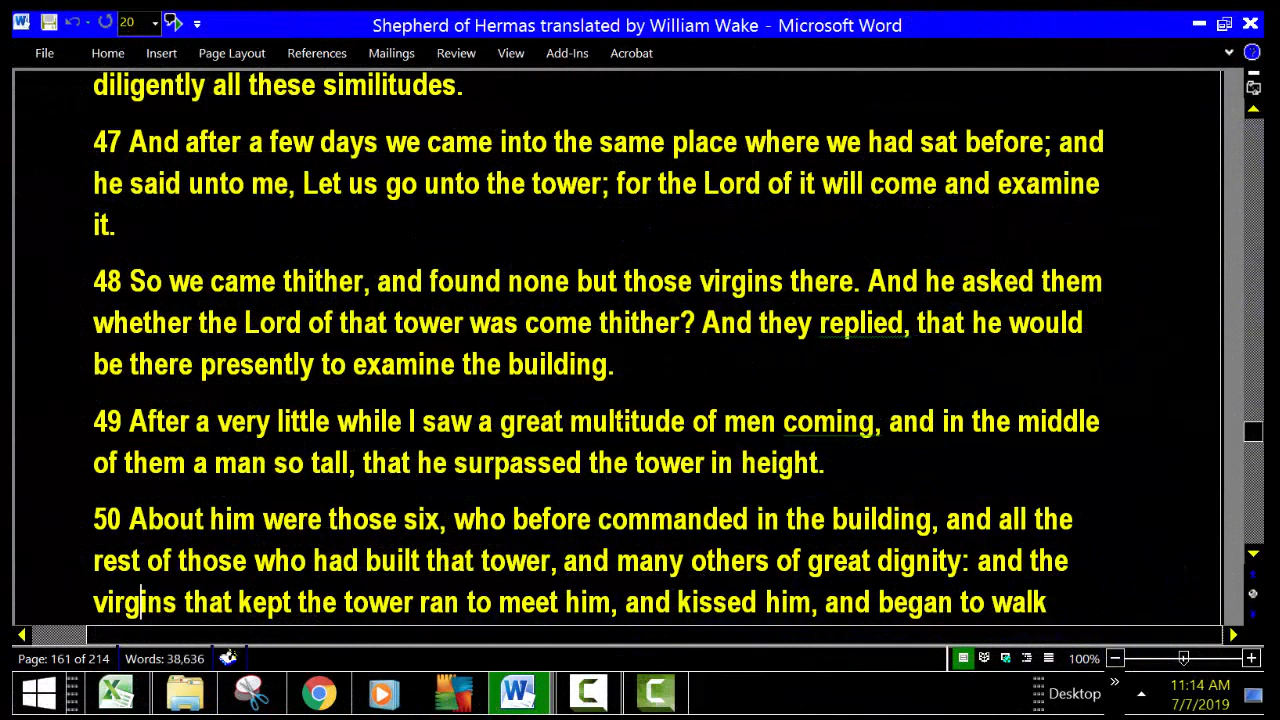 20
Shepherd of Hermas translated by William Wake - Microsoft Word
File Home Insert Page Layout References Mailings Review View Add-Ins Acrobat
diligently all these similitudes.
47 And after a few days we came into the same place where we had sat before; and
he said unto me, Let us go unto the tower; for the Lord of it will come and examine
it.
48 So we came thither, and found none but those virgins there. And he asked them
whether the Lord of that tower was come thither? And they replied, that he would
be there presently to examine the building.
49 After a very little while I saw a great multitude of men coming, and in the middle
of them a man so tall, that he surpassed the tower in height.
50 About him were those six, who before commanded in the building, and all the
rest of those who had built that tower, and many others of great dignity: and the
virgins that kept the tower ran to meet him, and kissed him, and began to walk
Page: 161 of 214 Words: 38,636 100%
Desktop 11:14 AM
7/7/2019